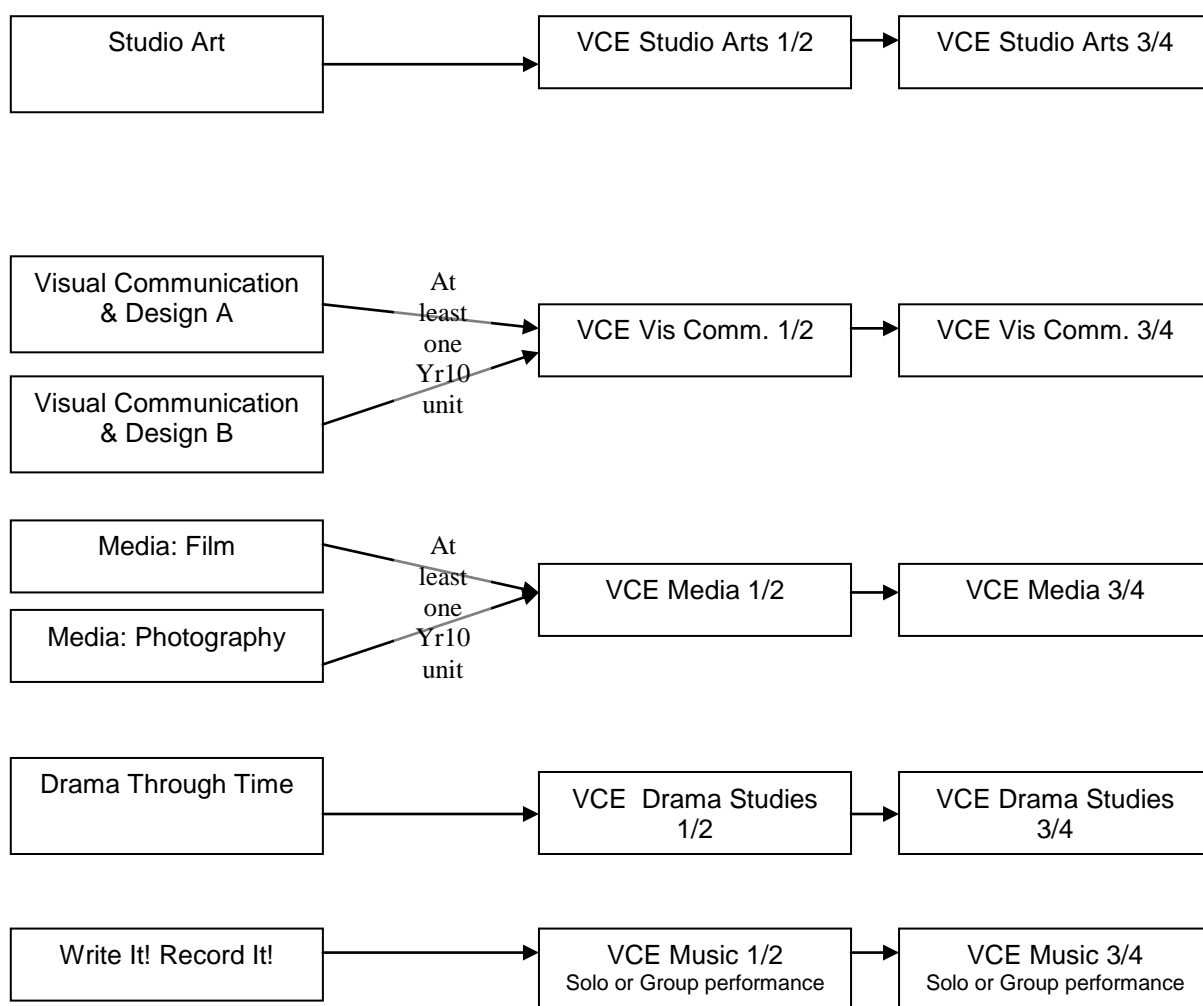 Studio Art
VCE Studio Arts 1/2
VCE Studio Arts 3/4
Visual Communication
& Design A
At
least
one
Yr10
unit
VCE Vis Comm. 1/2
VCE Vis Comm. 3/4
Visual Communication
& Design B
Media: Film
At
least
one
Yr10
unit
VCE Media 1/2
VCE Media 3/4
Media: Photography
Drama Through Time
VCE Drama Studies
1/2
VCE Drama Studies
3/4
Write It! Record It!
VCE Music 1/2
Solo or Group performance
VCE Music 3/4
Solo or Group performance